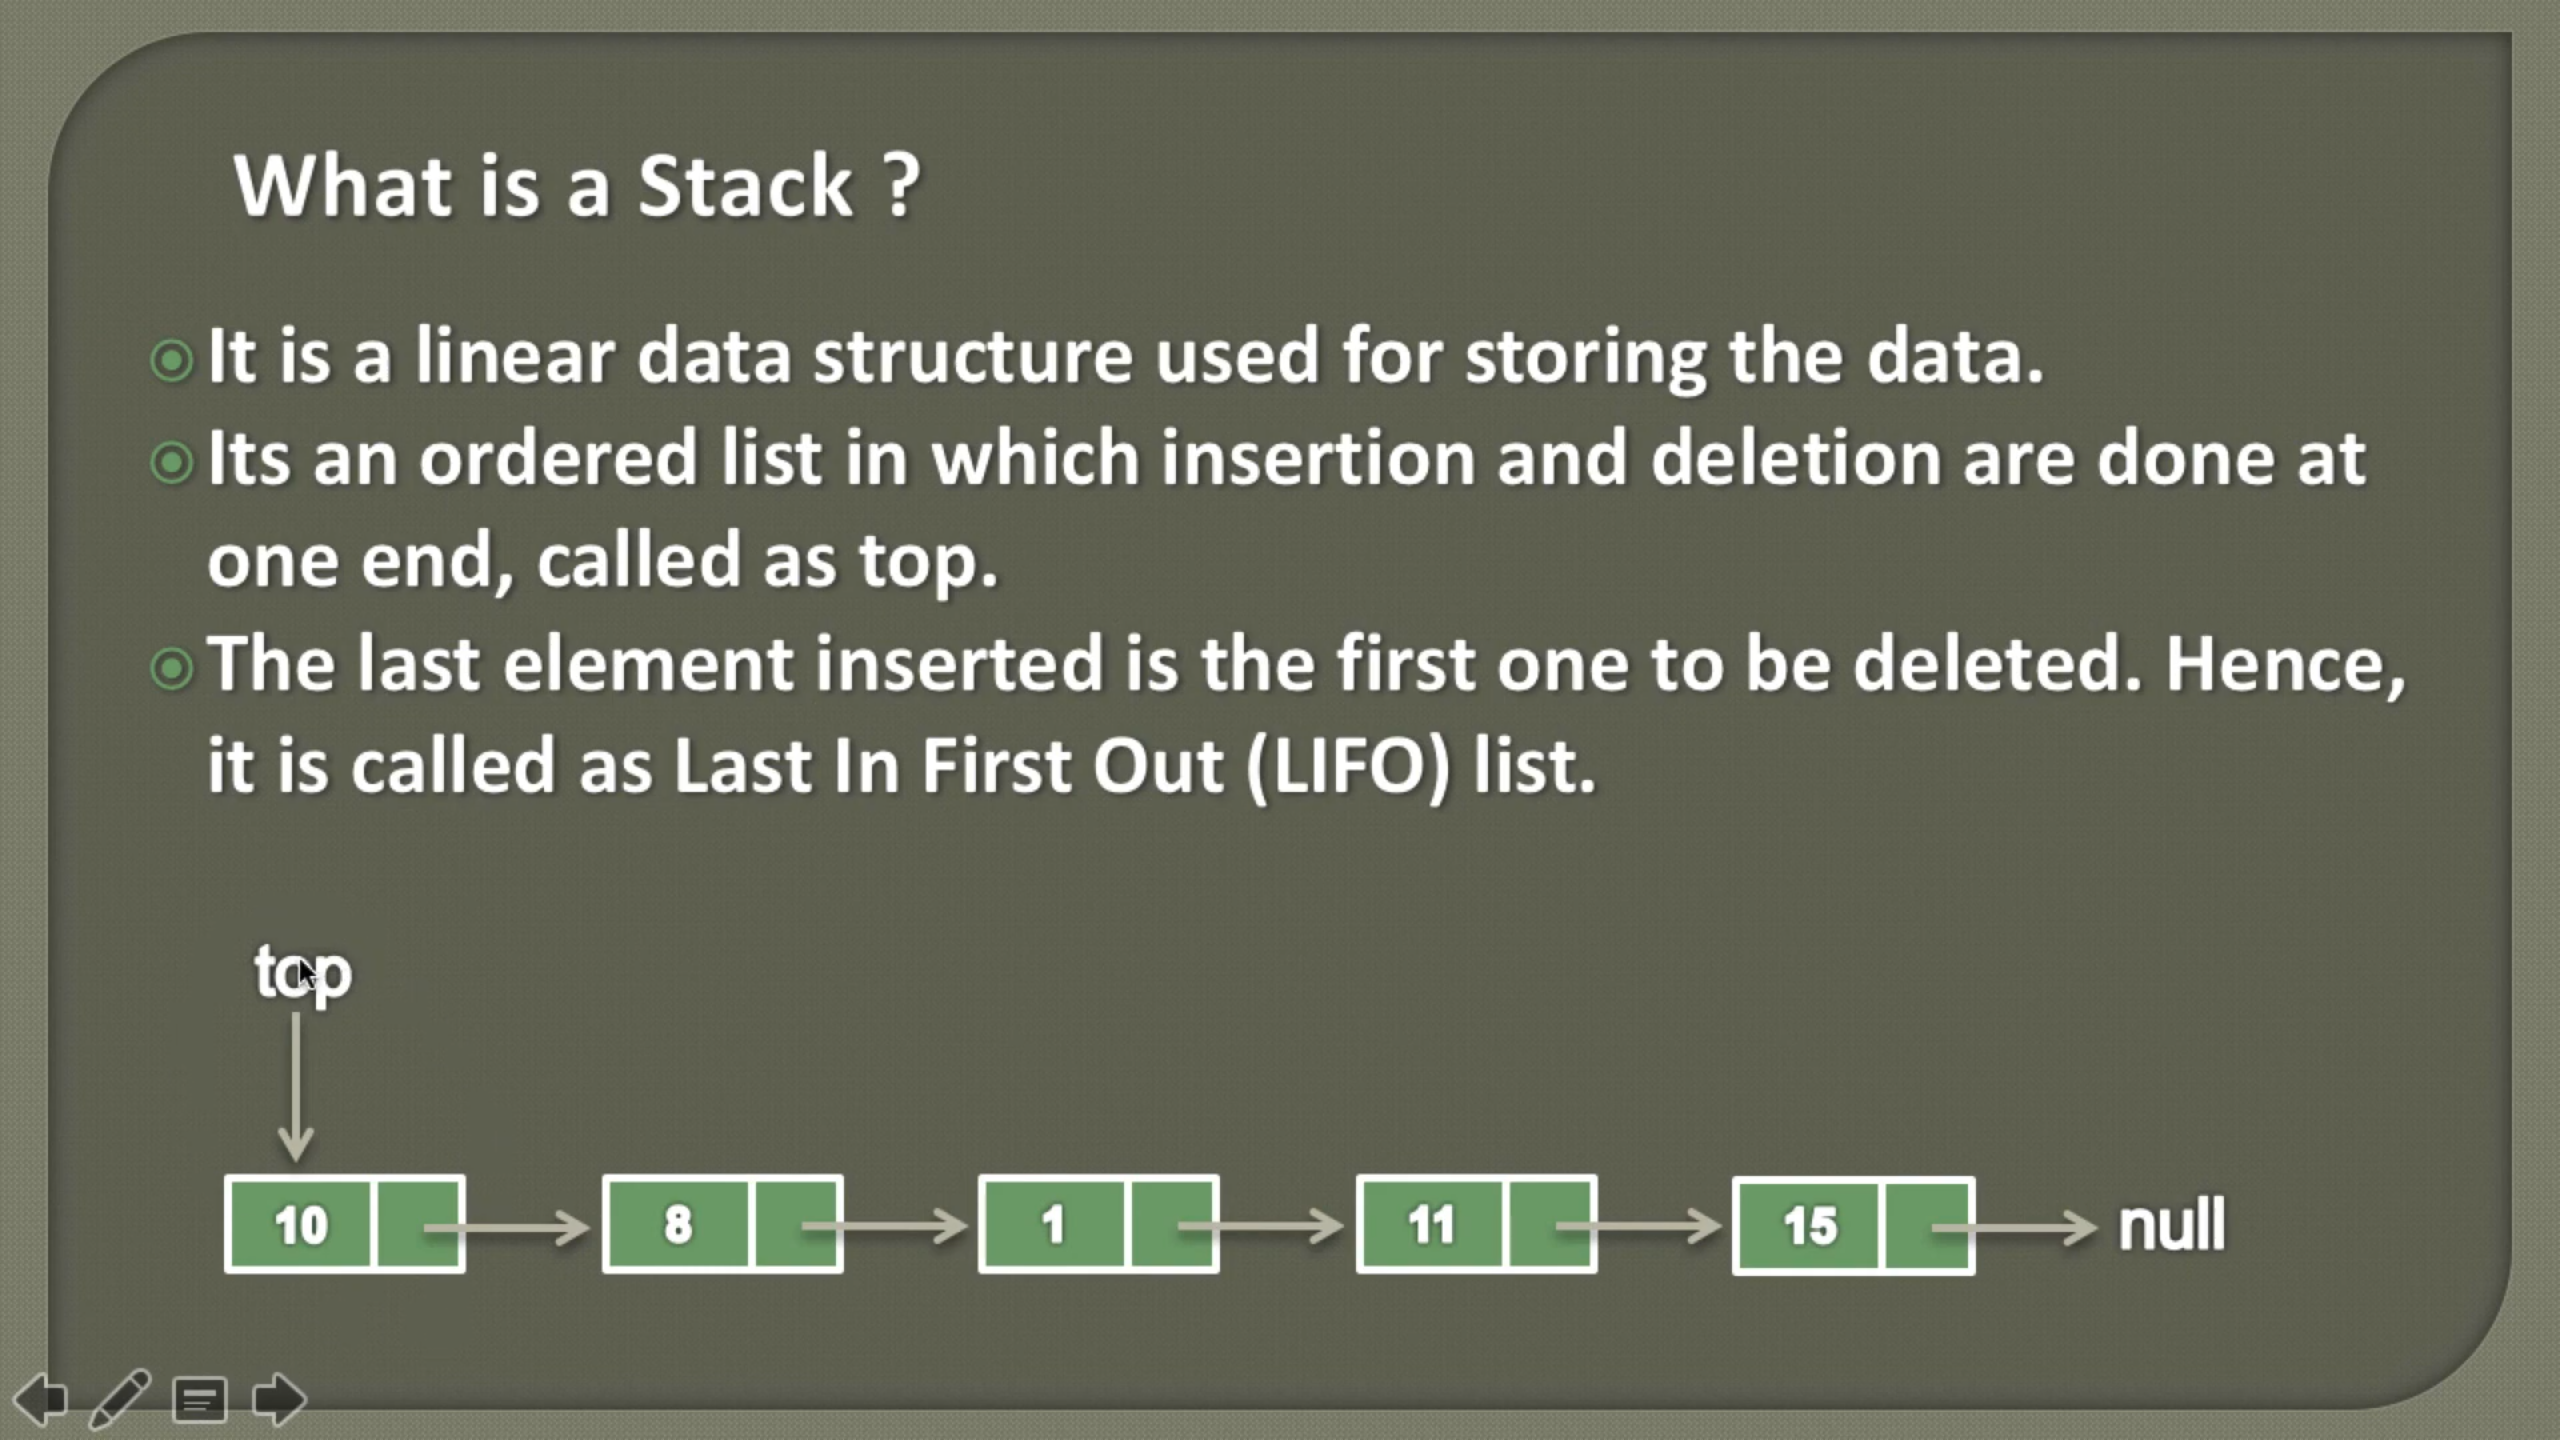 What is a Stack ?
It is a linear data structure used for storing the data.
Its an ordered list in which insertion and deletion are done at
one end, called as top.
The last element inserted is the first one to be deleted. Hence,
it is called as Last In First Out (LIFO) list.
top
10 8 1 11 15 null